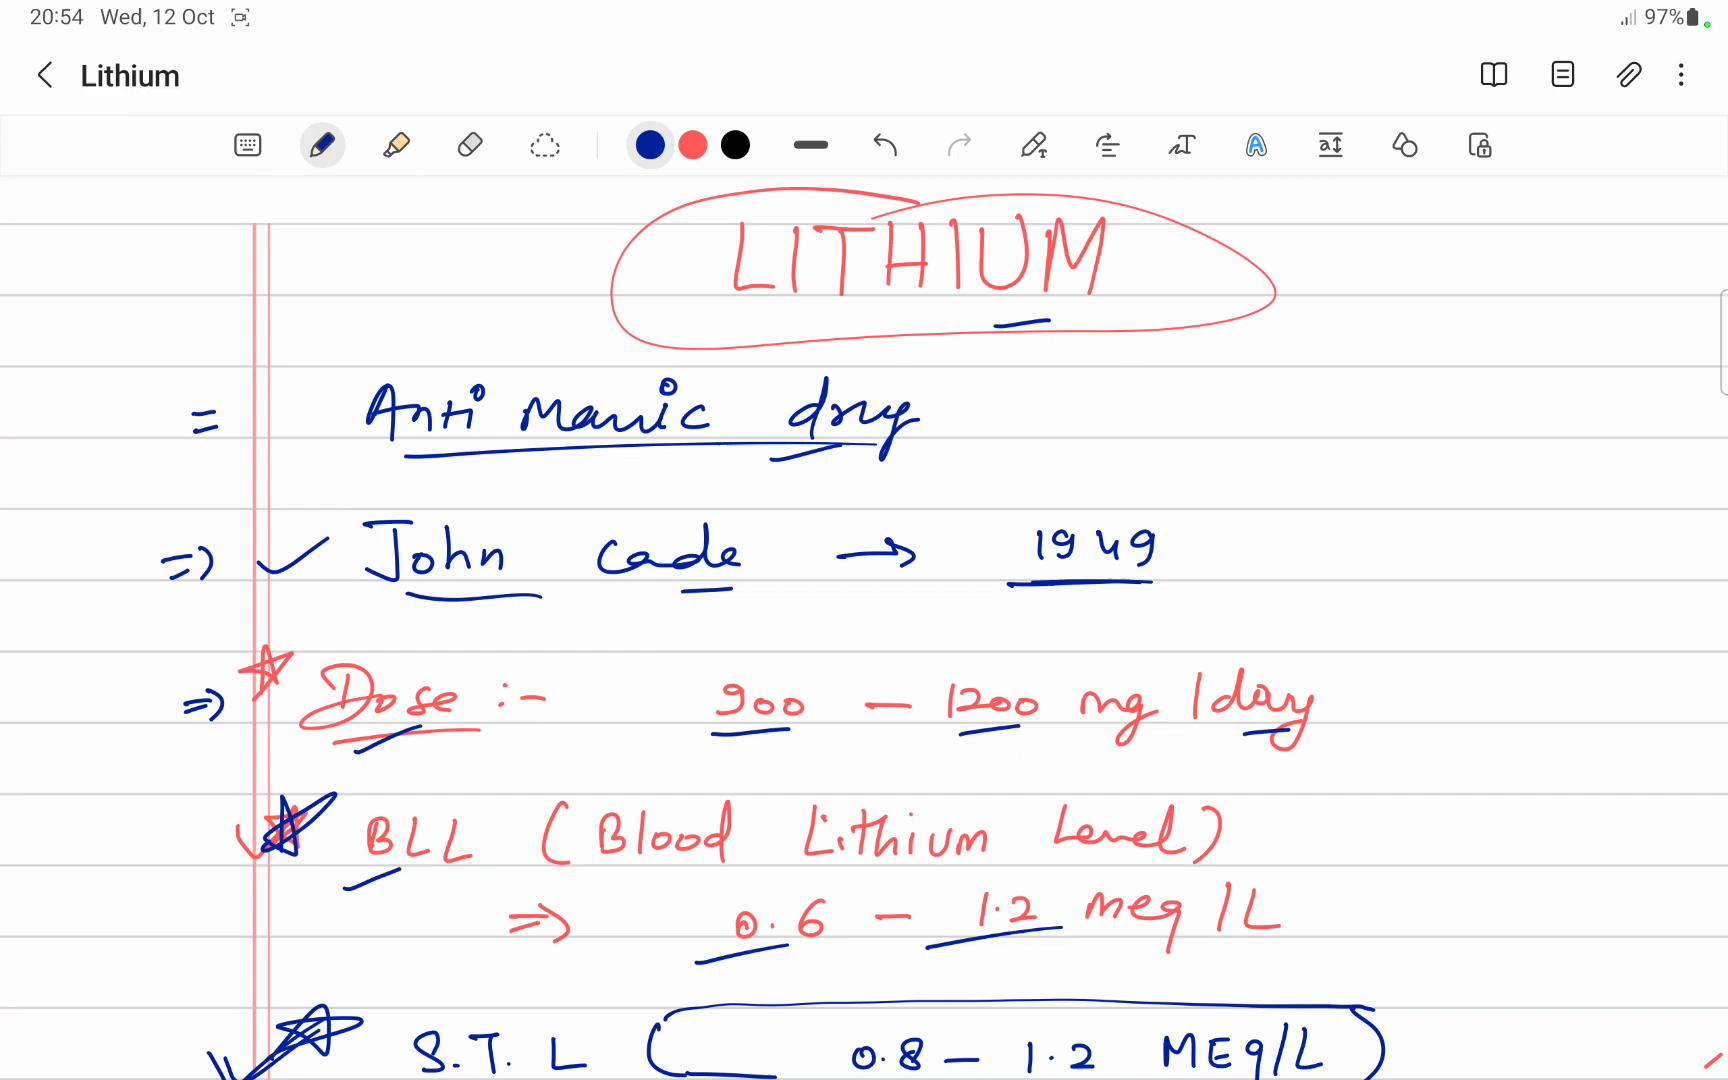 20:54 Wed, 12 Oct 97%
Lithium
LITHIUM
= Anti Manic drug
=> ✓ John Cade → 1949
=> Dose :- 900 - 1200 mg / day
BLL (Blood Lithium Level)
=> 0.6 - 1.2 meq / L
S.T.L ( 0.8 - 1.2 MEq/L )